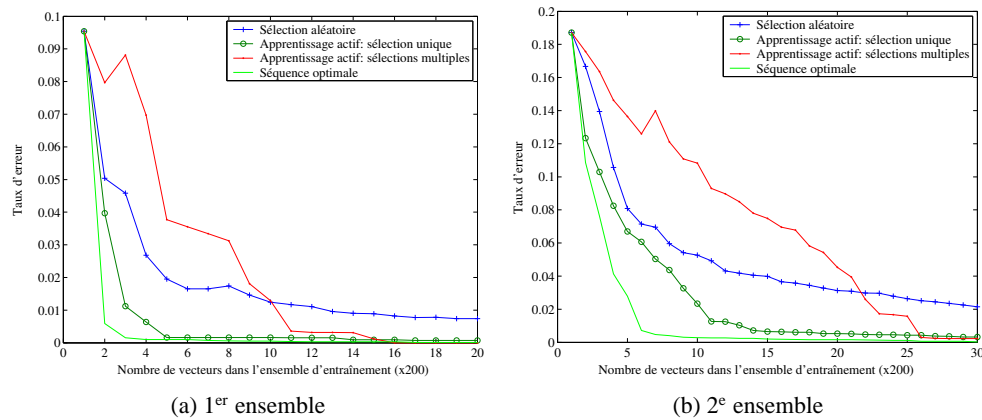 0.1
0.09
0.08
0.07
0.06
0.05
0.04
0.03
0.02
0.01
0
Taux d'erreur
Sélection aléatoire
Apprentissage actif: sélection unique
Apprentissage actif: sélections multiples
Séquence optimale
0 2 4 6 8 10 12 14 16 18 20
Nombre de vecteurs dans l'ensemble d'entraînement (x200)
(a) 1er ensemble
0.2
0.18
0.16
0.14
0.12
0.1
0.08
0.06
0.04
0.02
0
Taux d'erreur
Sélection aléatoire
Apprentissage actif: sélection unique
Apprentissage actif: sélections multiples
Séquence optimale
0 5 10 15 20 25 30
Nombre de vecteurs dans l'ensemble d'entraînement (x200)
(b) 2e ensemble